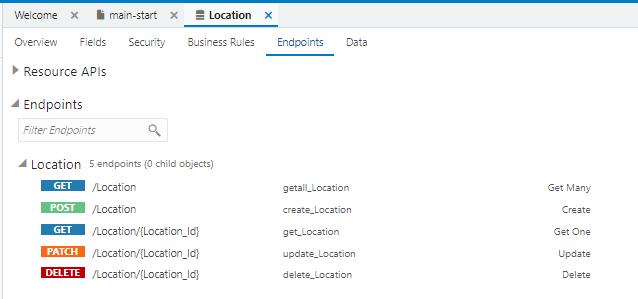 Welcome main-start Location
Overview Fields Security Business Rules Endpoints Data
Resource APIs
Endpoints
Filter Endpoints
Location 5 endpoints (0 child objects)
GET /Location getall_Location Get Many
POST /Location create_Location Create
GET /Location/{Location_Id} get_Location Get One
PATCH /Location/{Location_Id} update_Location Update
DELETE /Location/{Location_Id} delete_Location Delete